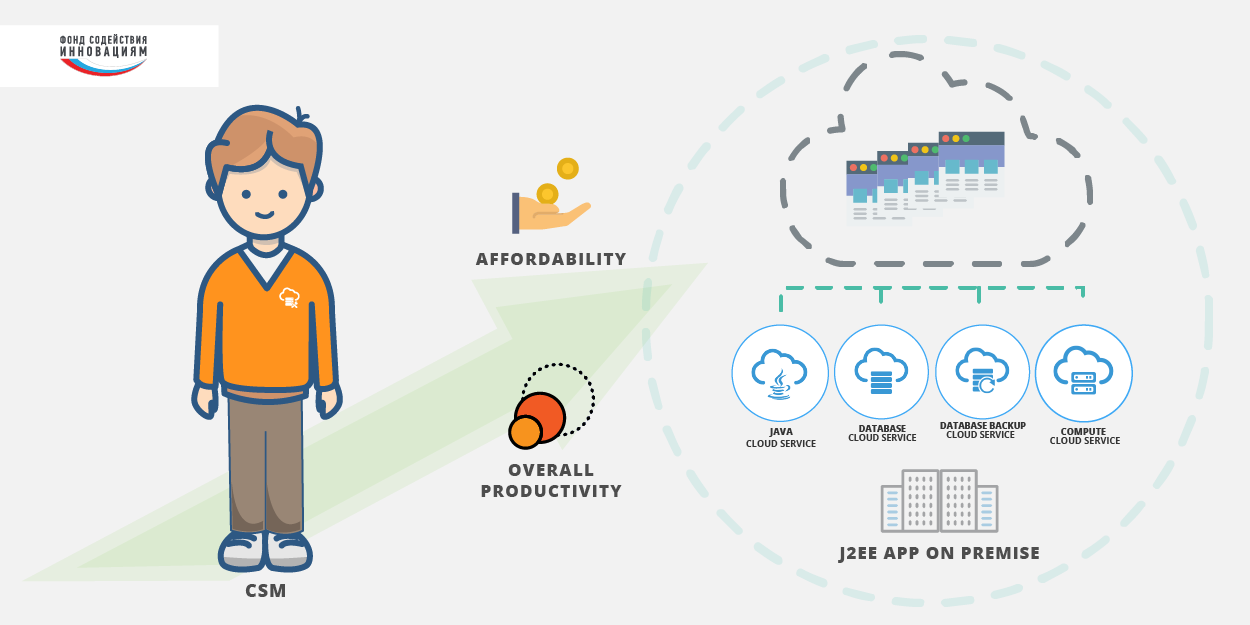 ФОНД СОДЕЙСТВИЯ
ИННОВАЦИЯМ
AFFORDABILITY
OVERALL
PRODUCTIVITY
CSM
JAVA
CLOUD SERVICE
DATABASE
CLOUD SERVICE
DATABASE BACKUP
CLOUD SERVICE
COMPUTE
CLOUD SERVICE
J2EE APP ON PREMISE